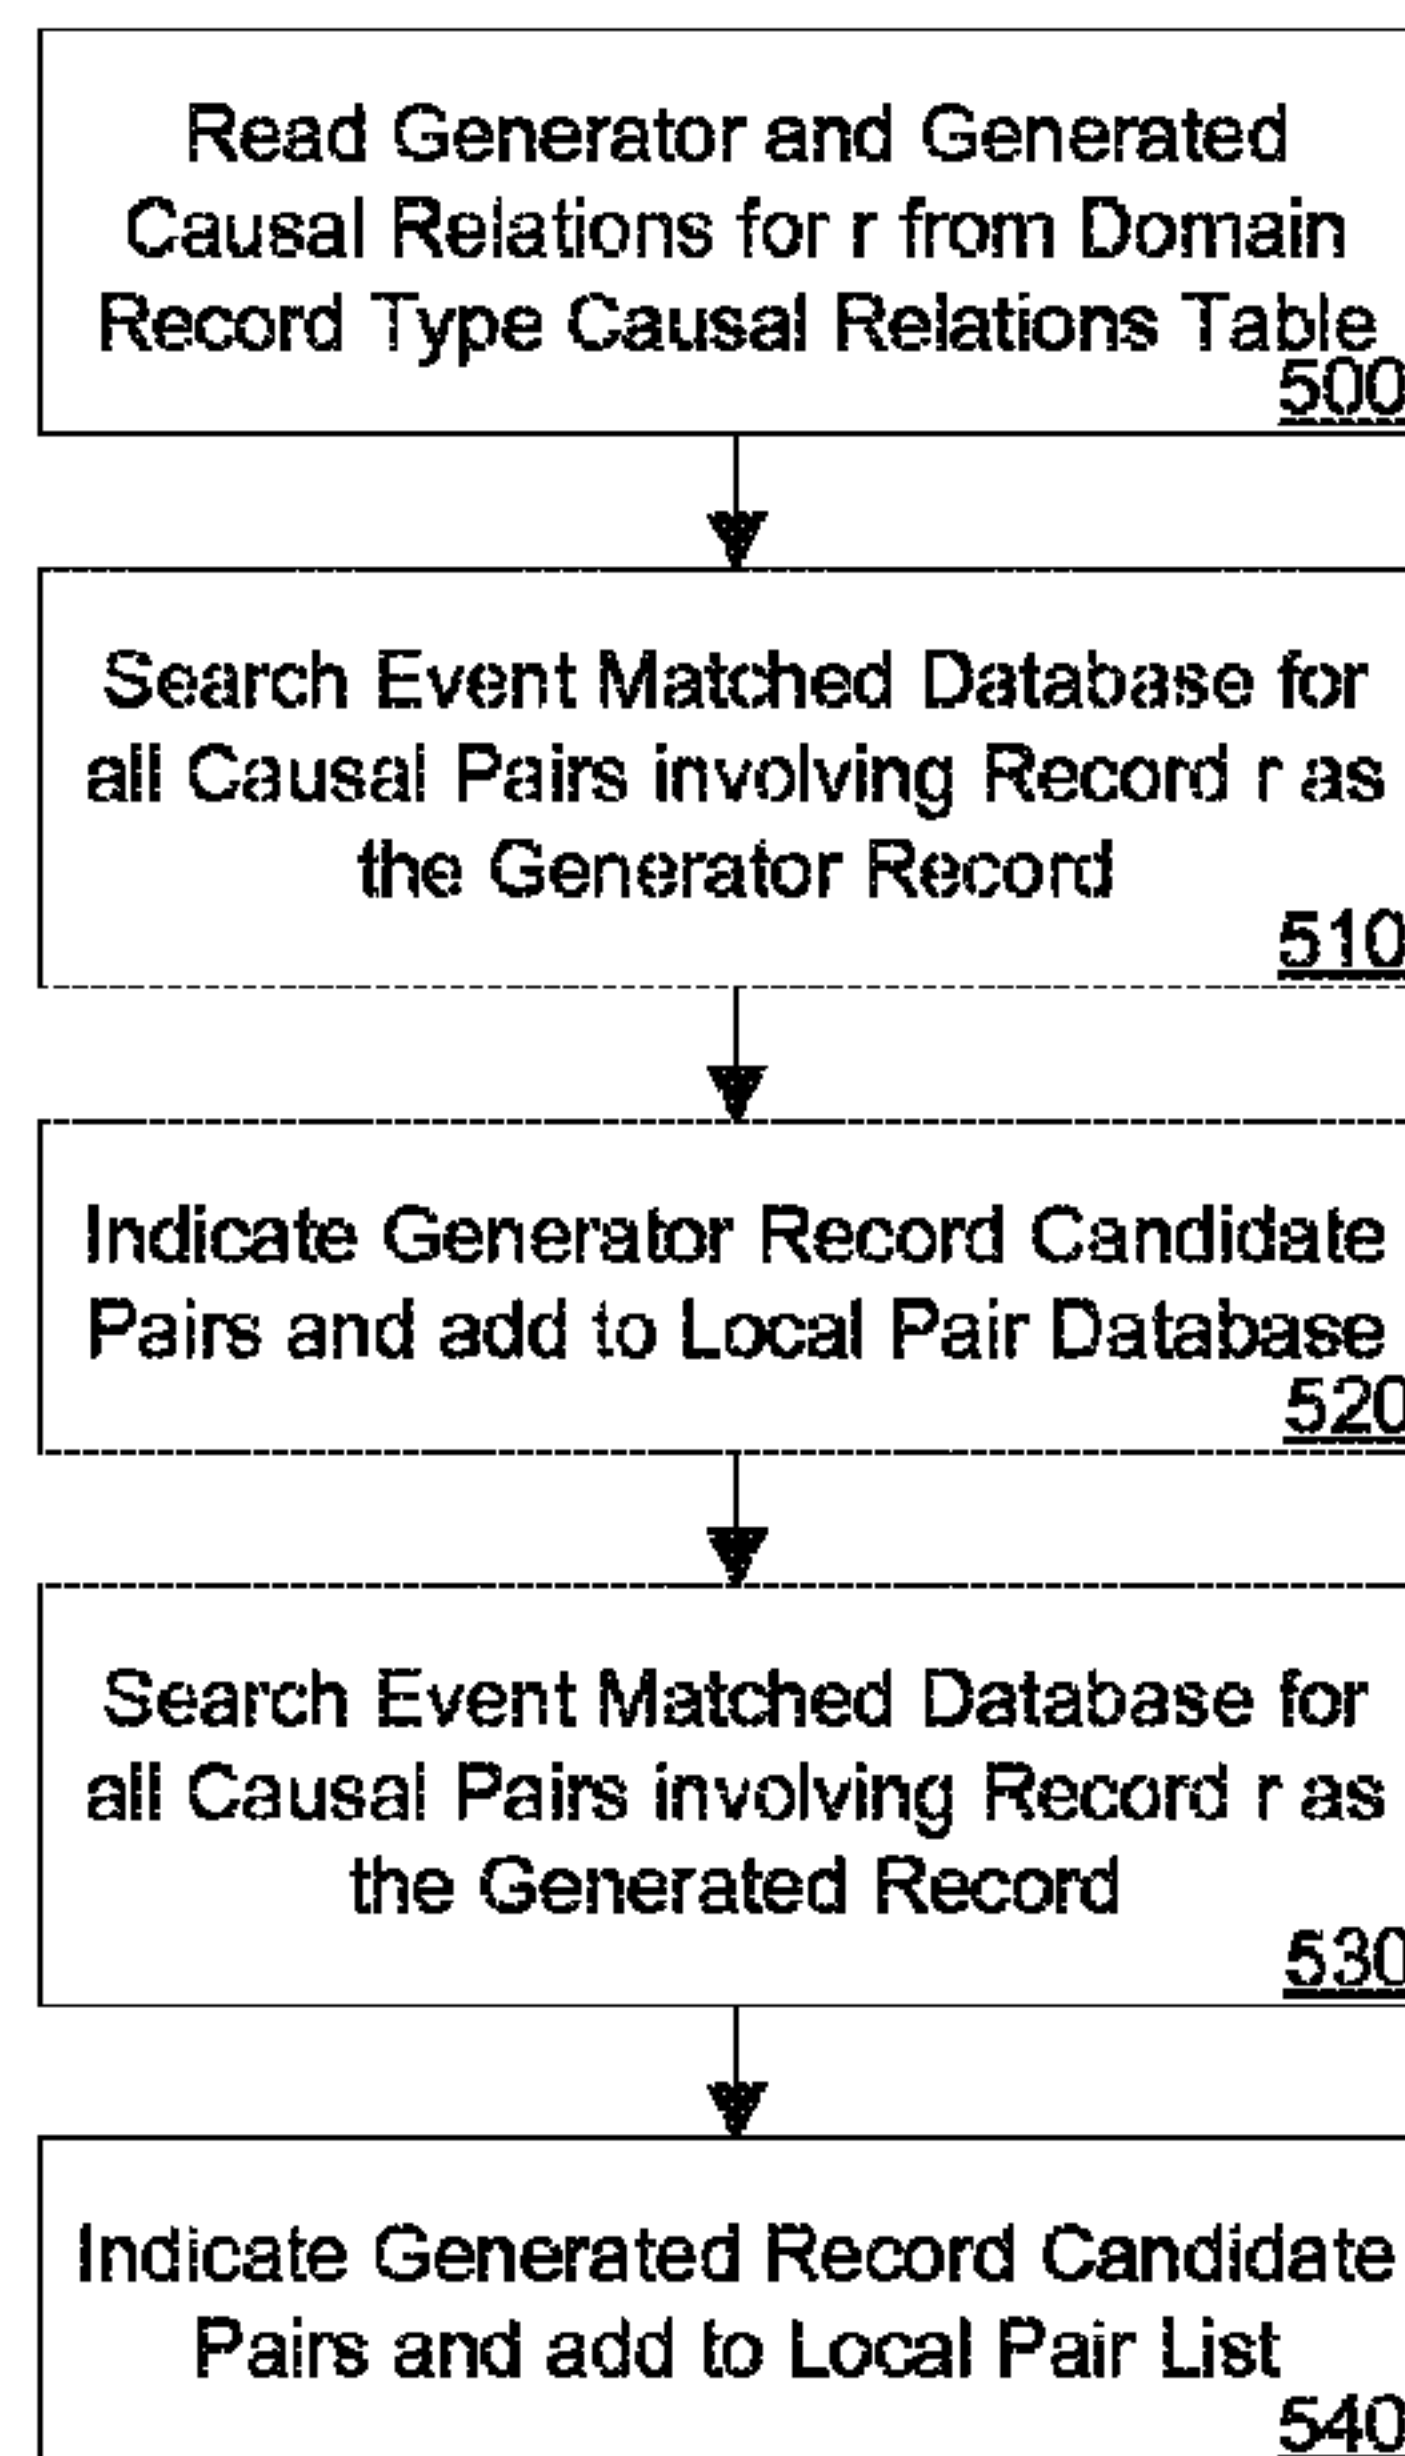 Read Generator and Generated
Causal Relations for r from Domain
Record Type Causal Relations Table
500
Search Event Matched Database for
all Causal Pairs involving Record r as
the Generator Record
510
Indicate Generator Record Candidate
Pairs and add to Local Pair Database
520
Search Event Matched Database for
all Causal Pairs involving Record r as
the Generated Record
530
Indicate Generated Record Candidate
Pairs and add to Local Pair List
540